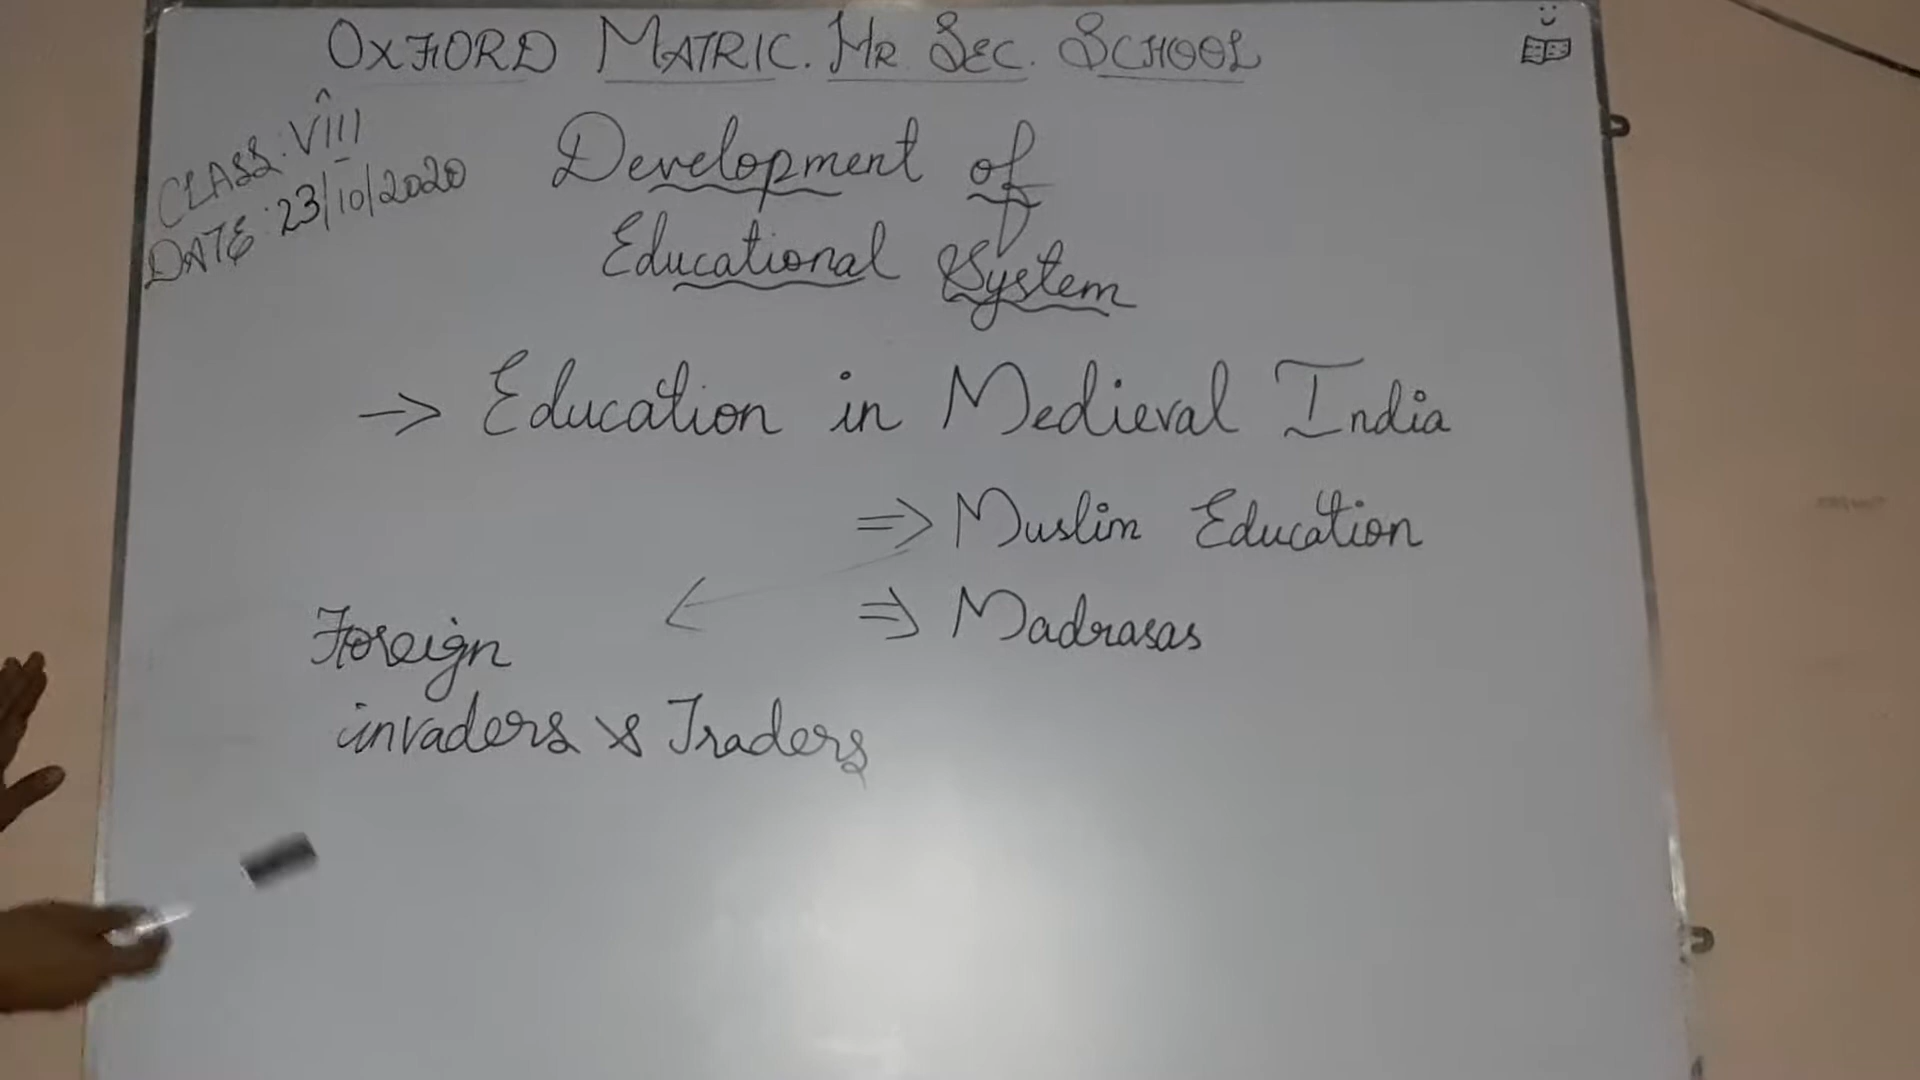 OXFORD MATRIC. HR. SEC. SCHOOL
CLASS: VIII
DATE: 23/10/2020
Development of
Educational System
→ Education in Medieval India
⇒ Muslim Education
⇒ Madrasas
Foreign
invaders & Traders